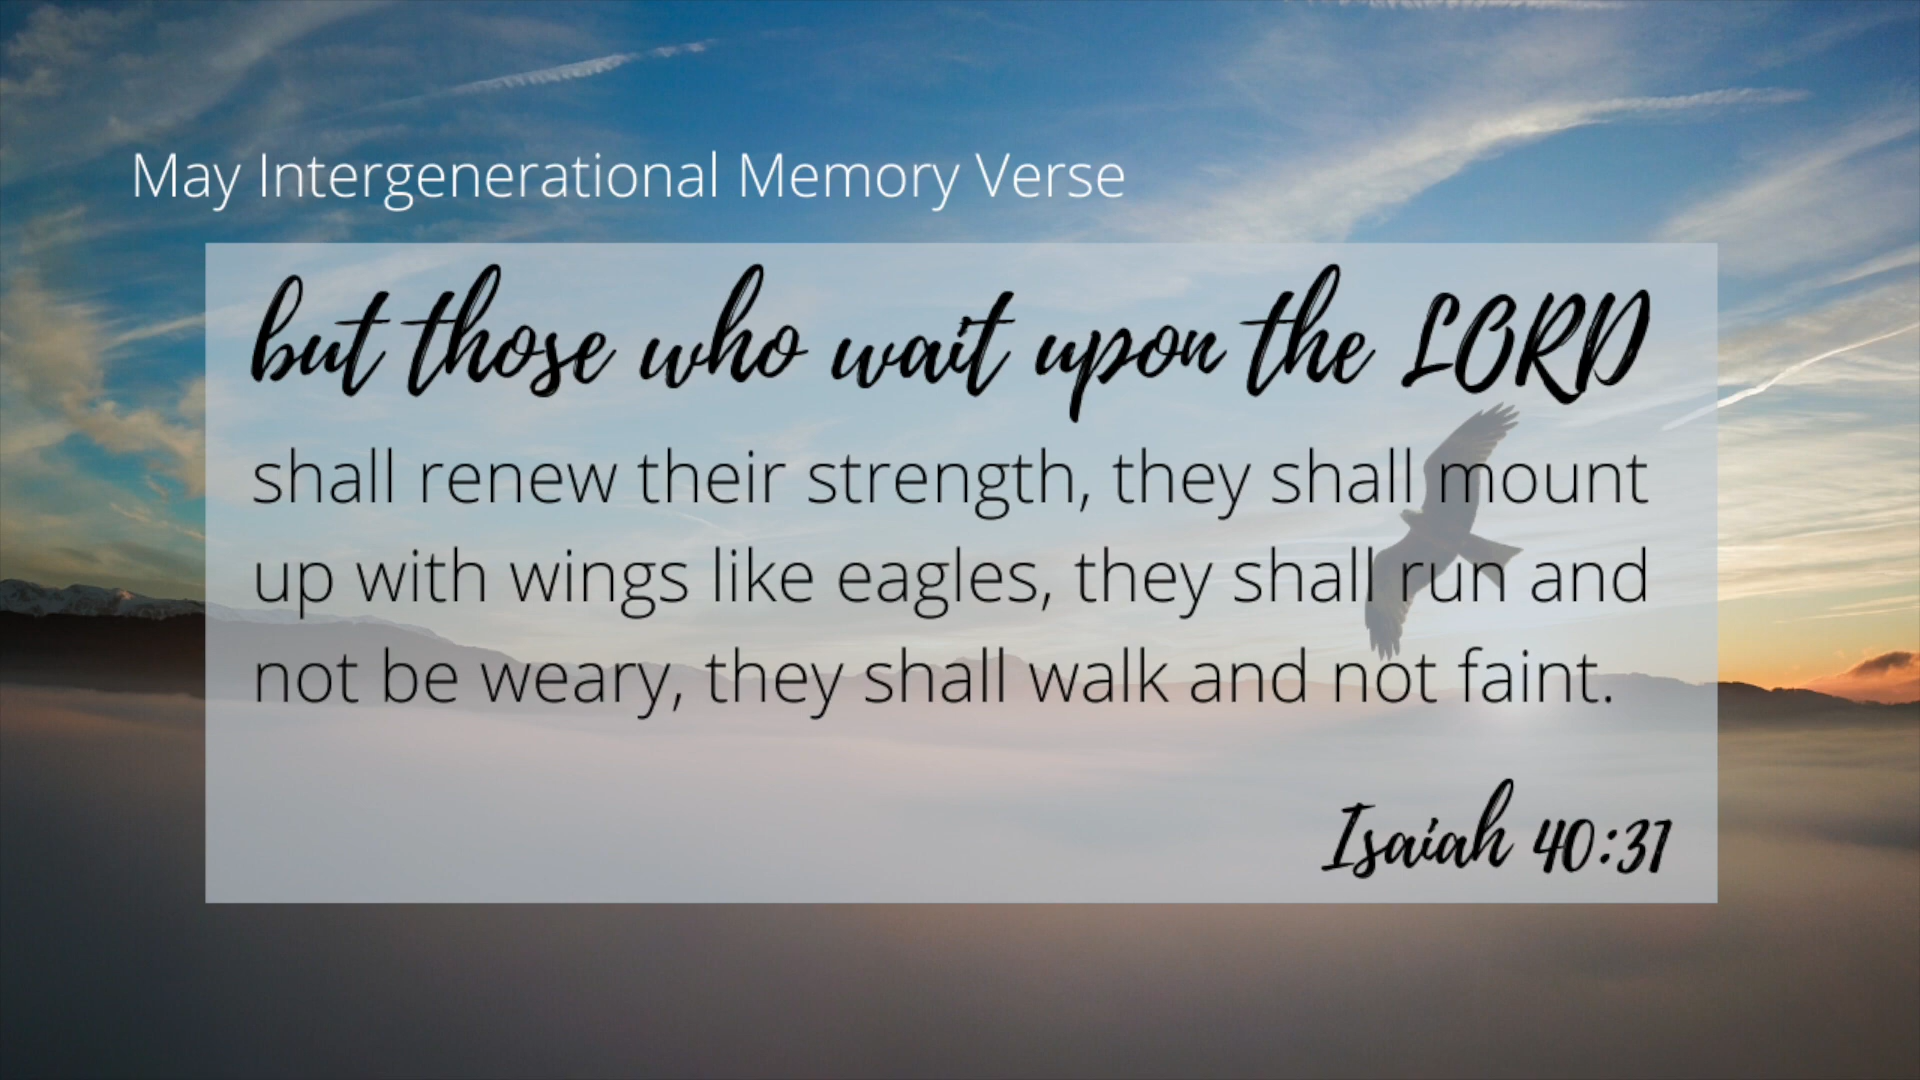 May Intergenerational Memory Verse
but those who wait upon the LORD
shall renew their strength, they shall mount
up with wings like eagles, they shall run and
not be weary, they shall walk and not faint.
Isaiah 40:31